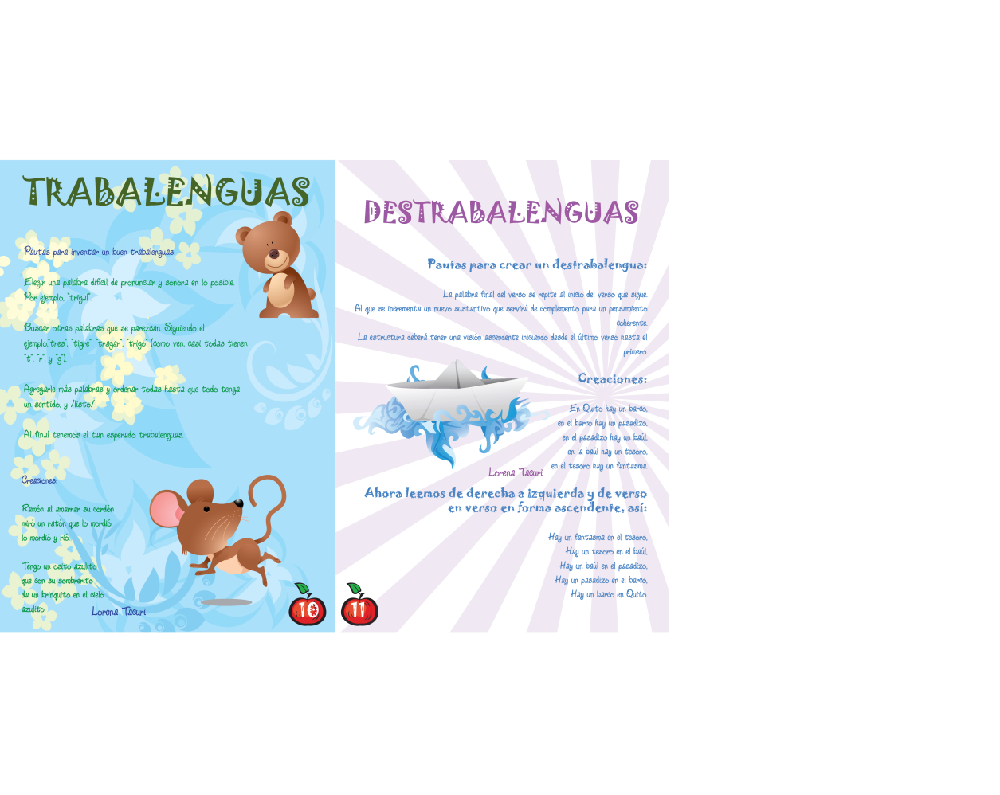 TRABALENGUAS
Pautas para inventar un buen trabalenguas:
Elegir una palabra difícil de pronunciar y sonora en lo posible.
Por ejemplo, "trigal".
Buscar otras palabras que se parezcan. Siguiendo el
ejemplo,"tres", "tigre", "tragar", "trigo" (como ven, casi todas tienen
"t", "r", y "g").
Agregarle más palabras y ordenar todas hasta que todo tenga
un sentido, y ¡listo!
Al final tenemos el tan esperado trabalenguas.
Creaciones:
Ramón al amarrar su cordón
miró un ratón que lo mordió.
lo mordió y rió.
Tengo un osito azulito
que con su sombrerito
da un brinquito en el cielo
azulito.
Lorena Tacuri
10
DESTRABALENGUAS
Pautas para crear un destrabalengua:
La palabra final del verso se repite al inicio del verso que sigue.
Al que se incrementa un nuevo sustantivo que servirá de complemento para un pensamiento
coherente.
La estructura deberá tener una visión ascendente iniciando desde el último verso hasta el
primero.
Creaciones:
En Quito hay un barco,
en el barco hay un pasadizo,
en el pasadizo hay un baúl,
en la baúl hay un tesoro,
en el tesoro hay un fantasma.
Lorena Tacuri
Ahora leemos de derecha a izquierda y de verso
en verso en forma ascendente, así:
Hay un fantasma en el tesoro,
Hay un tesoro en el baúl,
Hay un baúl en el pasadizo,
Hay un pasadizo en el barco,
Hay un barco en Quito.
11